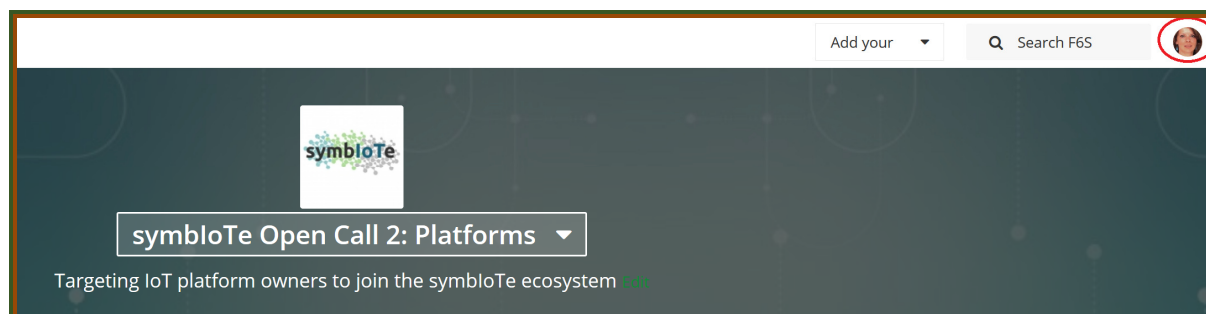 Add your
Search F6S
symbIoTe
symbIoTe Open Call 2: Platforms
Targeting IoT platform owners to join the symbIoTe ecosystem Edit